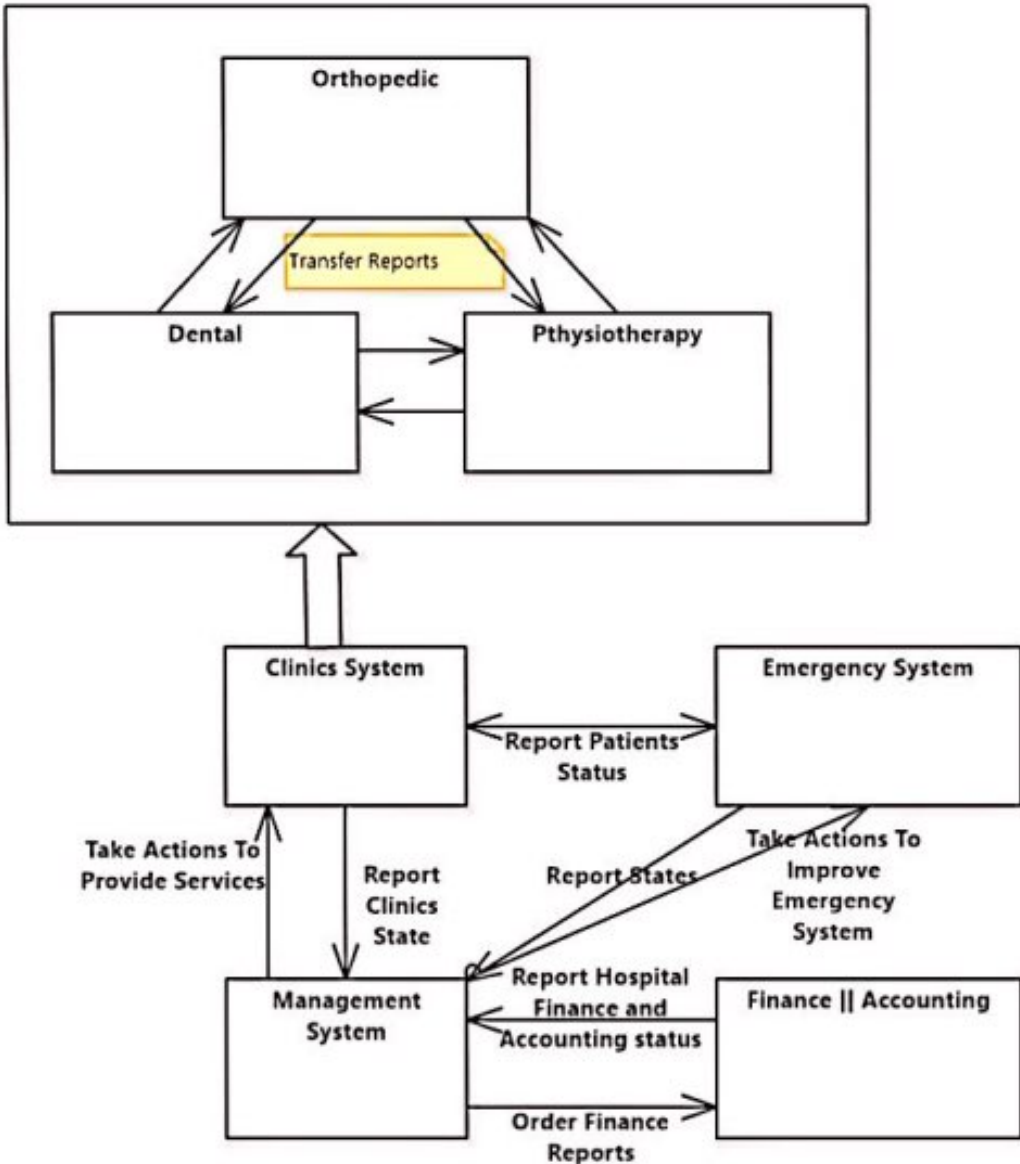 Orthopedic
Transfer Reports
Dental
Pthysiotherapy
Clinics System
Emergency System
Report Patients
Status
Take Actions To
Provide Services
Report
Clinics
State
Report States
Take Actions To
Improve
Emergency
System
Management
System
Report Hospital
Finance and
Accounting status
Finance || Accounting
Order Finance
Reports